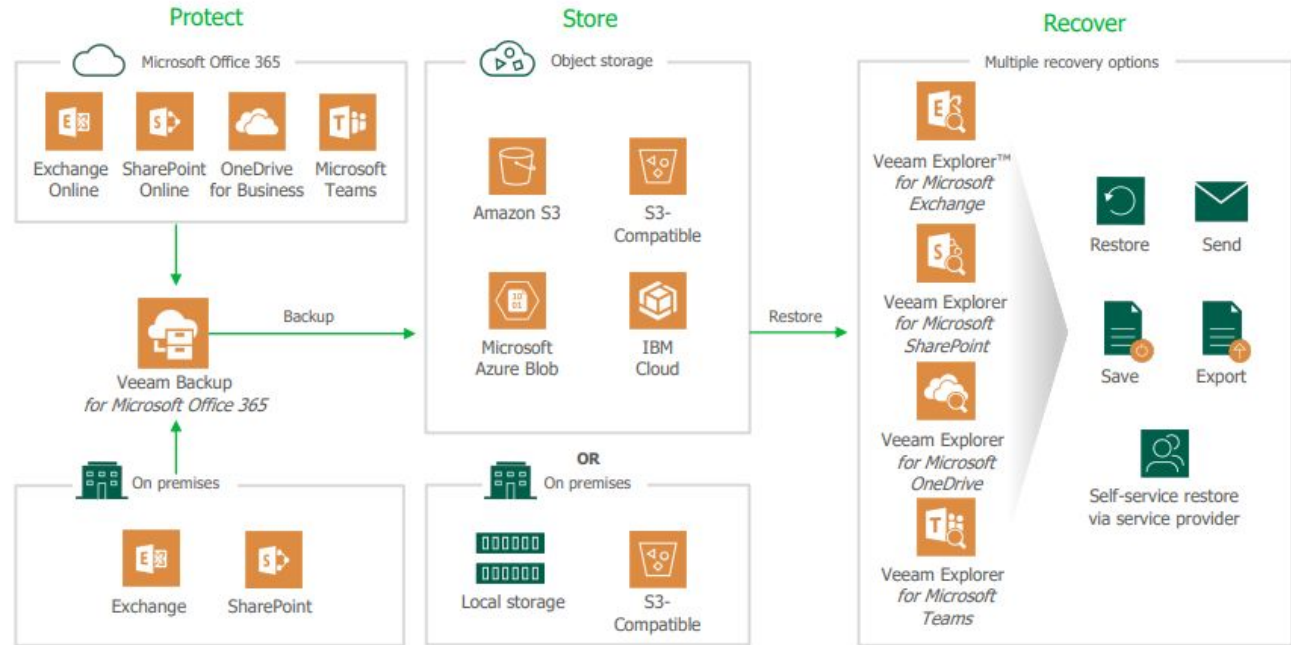 Protect
Store
Recover
Microsoft Office 365
Exchange
Online
SharePoint
Online
OneDrive
for Business
Microsoft
Teams
Veeam Backup
for Microsoft Office 365
On premises
Exchange
SharePoint
Backup
Object storage
Amazon S3
S3-
Compatible
Microsoft
Azure Blob
IBM
Cloud
OR
On premises
Local storage
S3-
Compatible
Restore
Multiple recovery options
Veeam Explorer™
for Microsoft
Exchange
Veeam Explorer
for Microsoft
SharePoint
Veeam Explorer
for Microsoft
OneDrive
Veeam Explorer
for Microsoft
Teams
Restore
Send
Save
Export
Self-service restore
via service provider